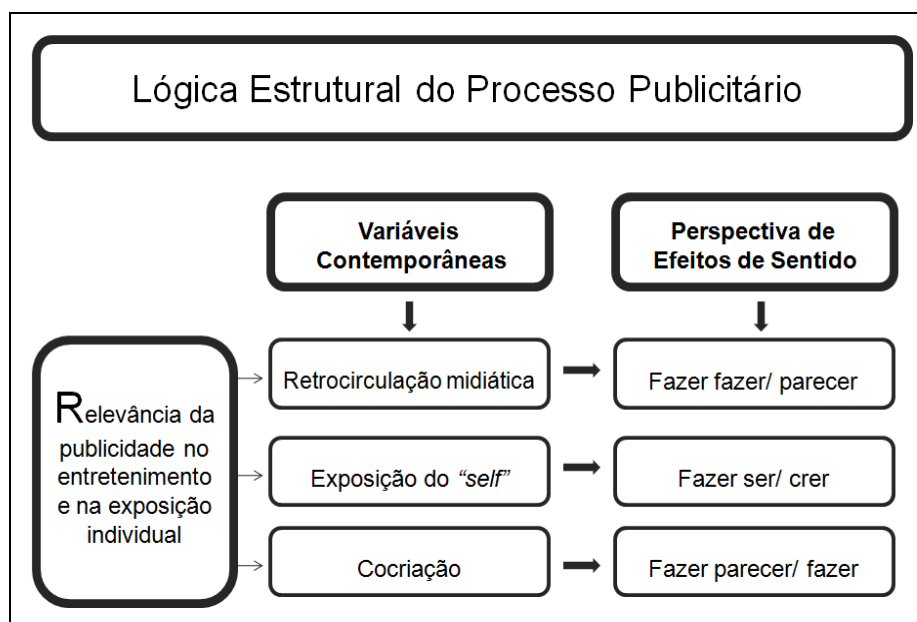 Lógica Estrutural do Processo Publicitário
Variáveis
Contemporâneas
Perspectiva de
Efeitos de Sentido
Relevância da
publicidade no
entretenimento
e na exposição
individual
Retrocirculação midiática
Fazer fazer/ parecer
Exposição do “self”
Fazer ser/ crer
Cocriação
Fazer parecer/ fazer